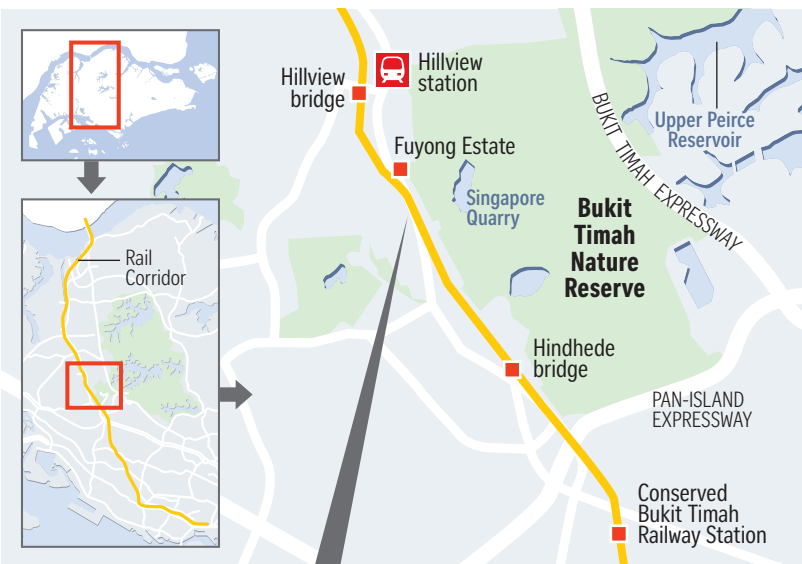 Hillview
bridge
Hillview
station
Fuyong Estate
Singapore
Quarry
Bukit
Timah
Nature
Reserve
BUKIT TIMAH EXPRESSWAY
Upper Peirce
Reservoir
Rail
Corridor
Hindhede
bridge
PAN-ISLAND
EXPRESSWAY
Conserved
Bukit Timah
Railway Station